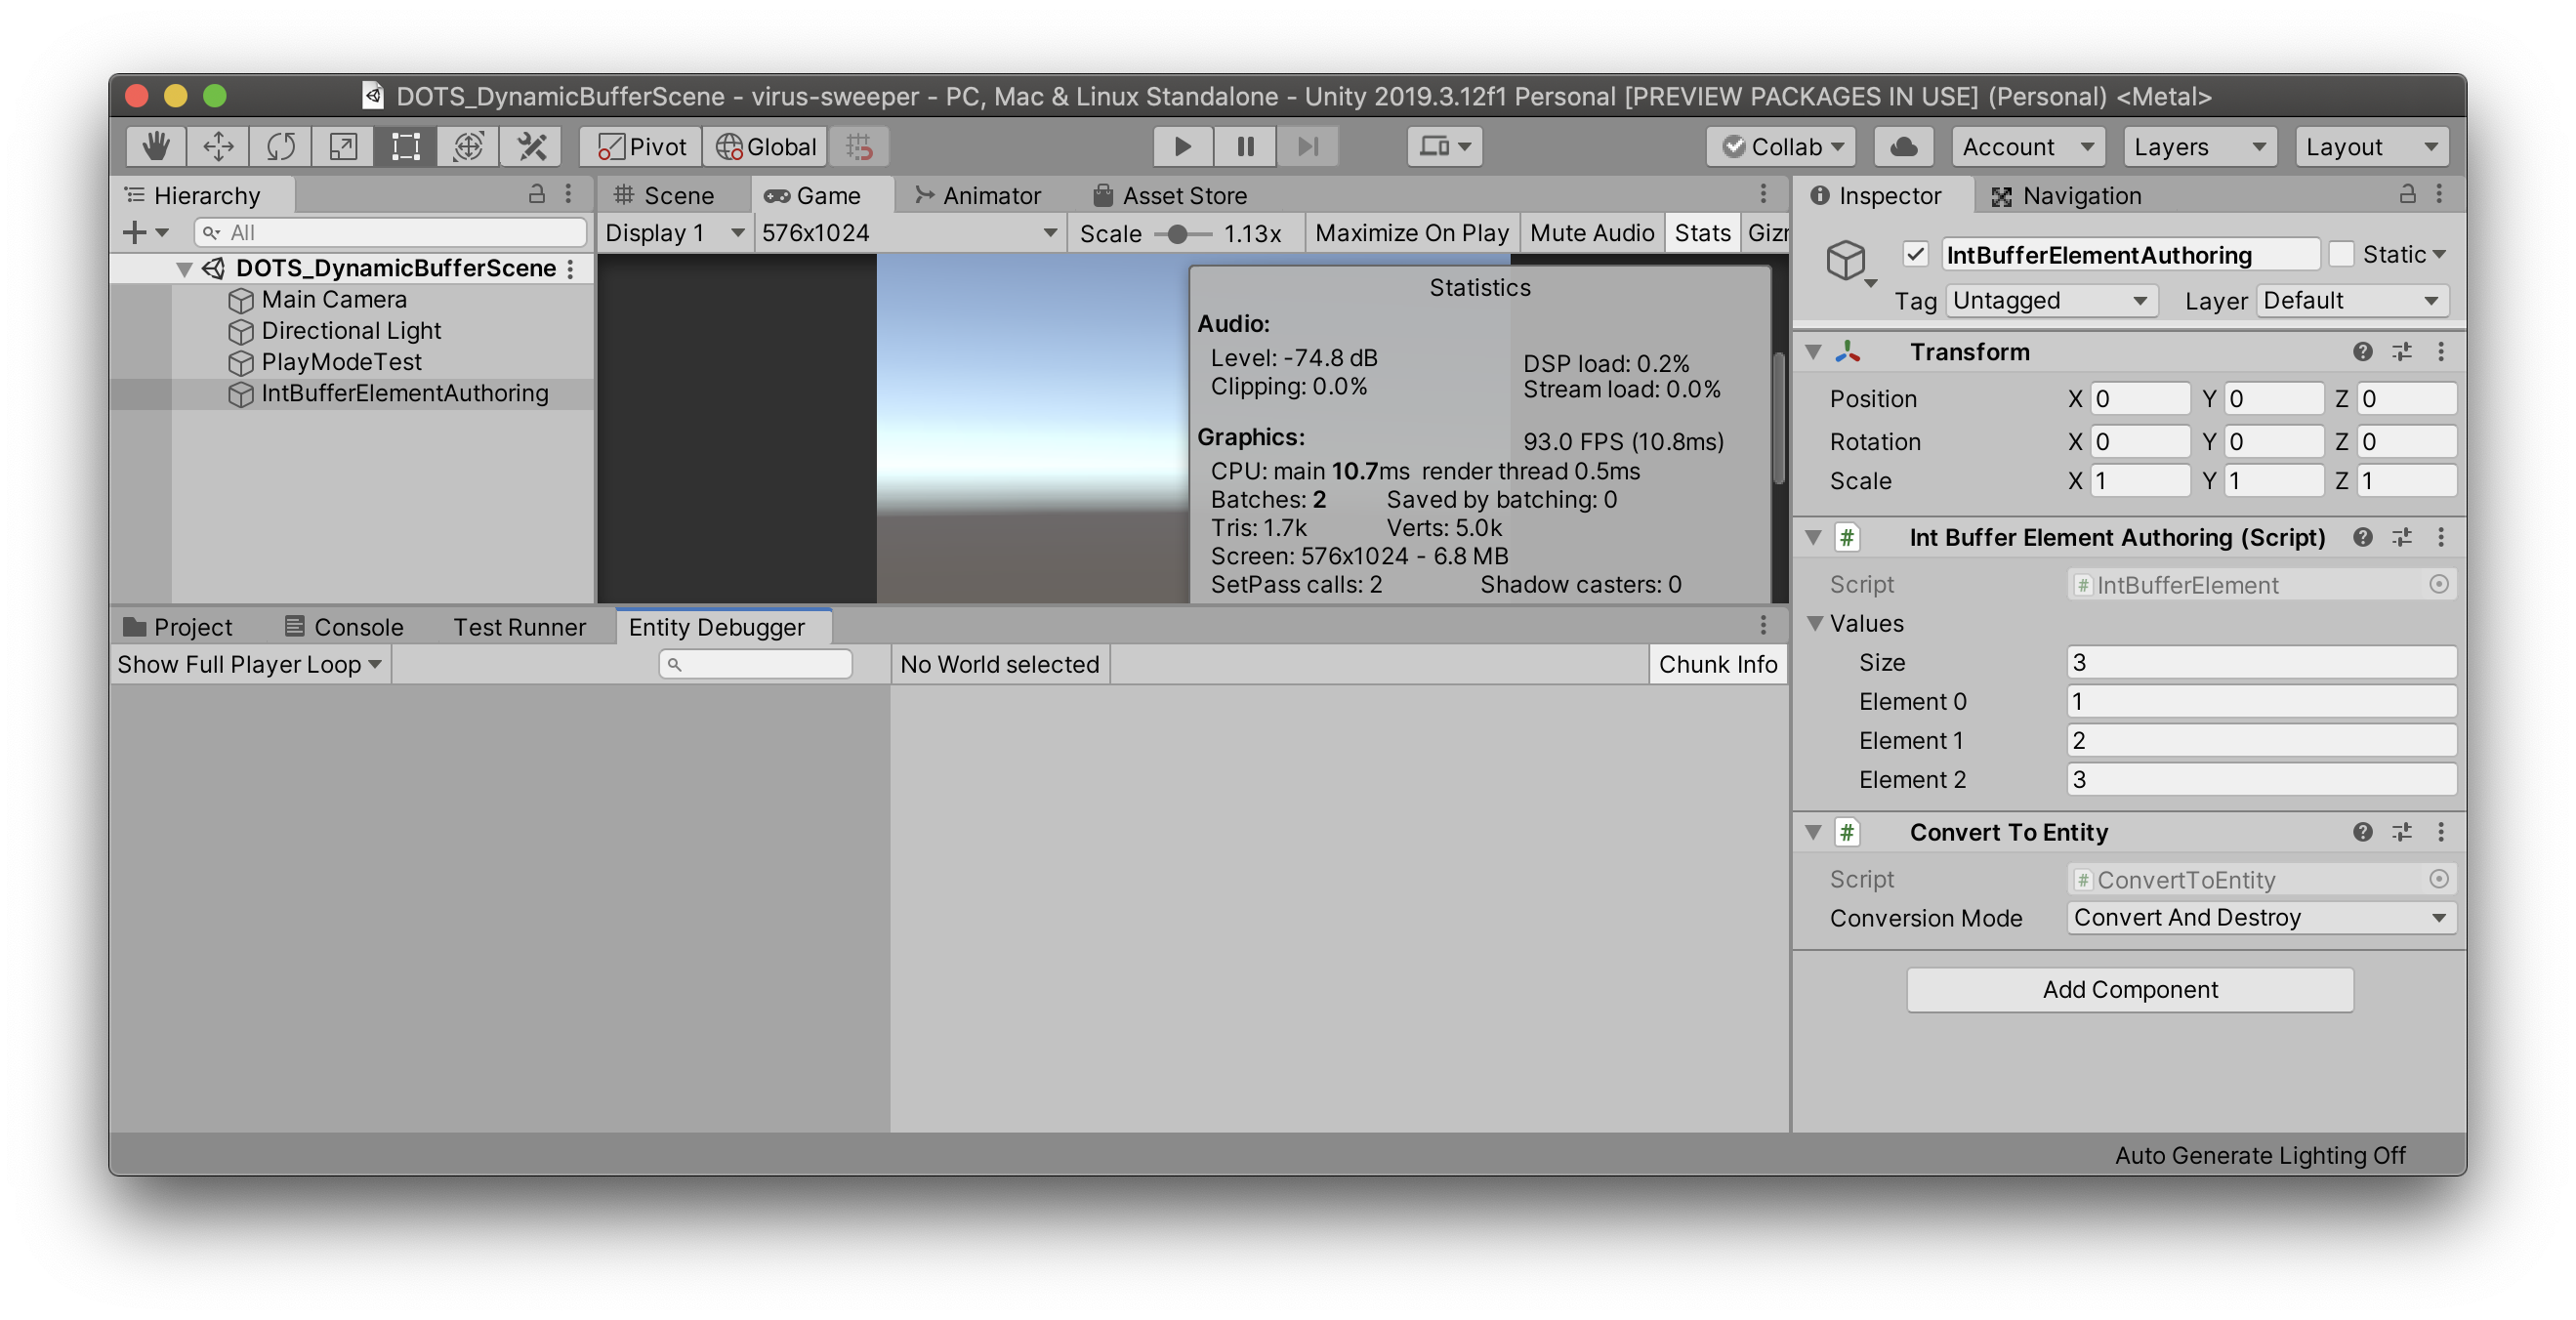 DOTS_DynamicBufferScene - virus-sweeper - PC, Mac & Linux Standalone - Unity 2019.3.12f1 Personal [PREVIEW PACKAGES IN USE] (Personal) <Metal>
Pivot Global Collab Account Layers Layout
Hierarchy
All
DOTS_DynamicBufferScene
Main Camera
Directional Light
PlayModeTest
IntBufferElementAuthoring
Scene Game Animator Asset Store
Display 1 576x1024 Scale 1.13x Maximize On Play Mute Audio Stats Giz
Statistics
Audio:
Level: -74.8 dB DSP load: 0.2%
Clipping: 0.0% Stream load: 0.0%
Graphics: 93.0 FPS (10.8ms)
CPU: main 10.7ms render thread 0.5ms
Batches: 2 Saved by batching: 0
Tris: 1.7k Verts: 5.0k
Screen: 576x1024 - 6.8 MB
SetPass calls: 2 Shadow casters: 0
Project Console Test Runner Entity Debugger
Show Full Player Loop No World selected Chunk Info
Inspector Navigation
IntBufferElementAuthoring Static
Tag Untagged Layer Default
Transform
Position X 0 Y 0 Z 0
Rotation X 0 Y 0 Z 0
Scale X 1 Y 1 Z 1
# Int Buffer Element Authoring (Script)
Script # IntBufferElement
Values
Size 3
Element 0 1
Element 1 2
Element 2 3
# Convert To Entity
Script # ConvertToEntity
Conversion Mode Convert And Destroy
Add Component
Auto Generate Lighting Off